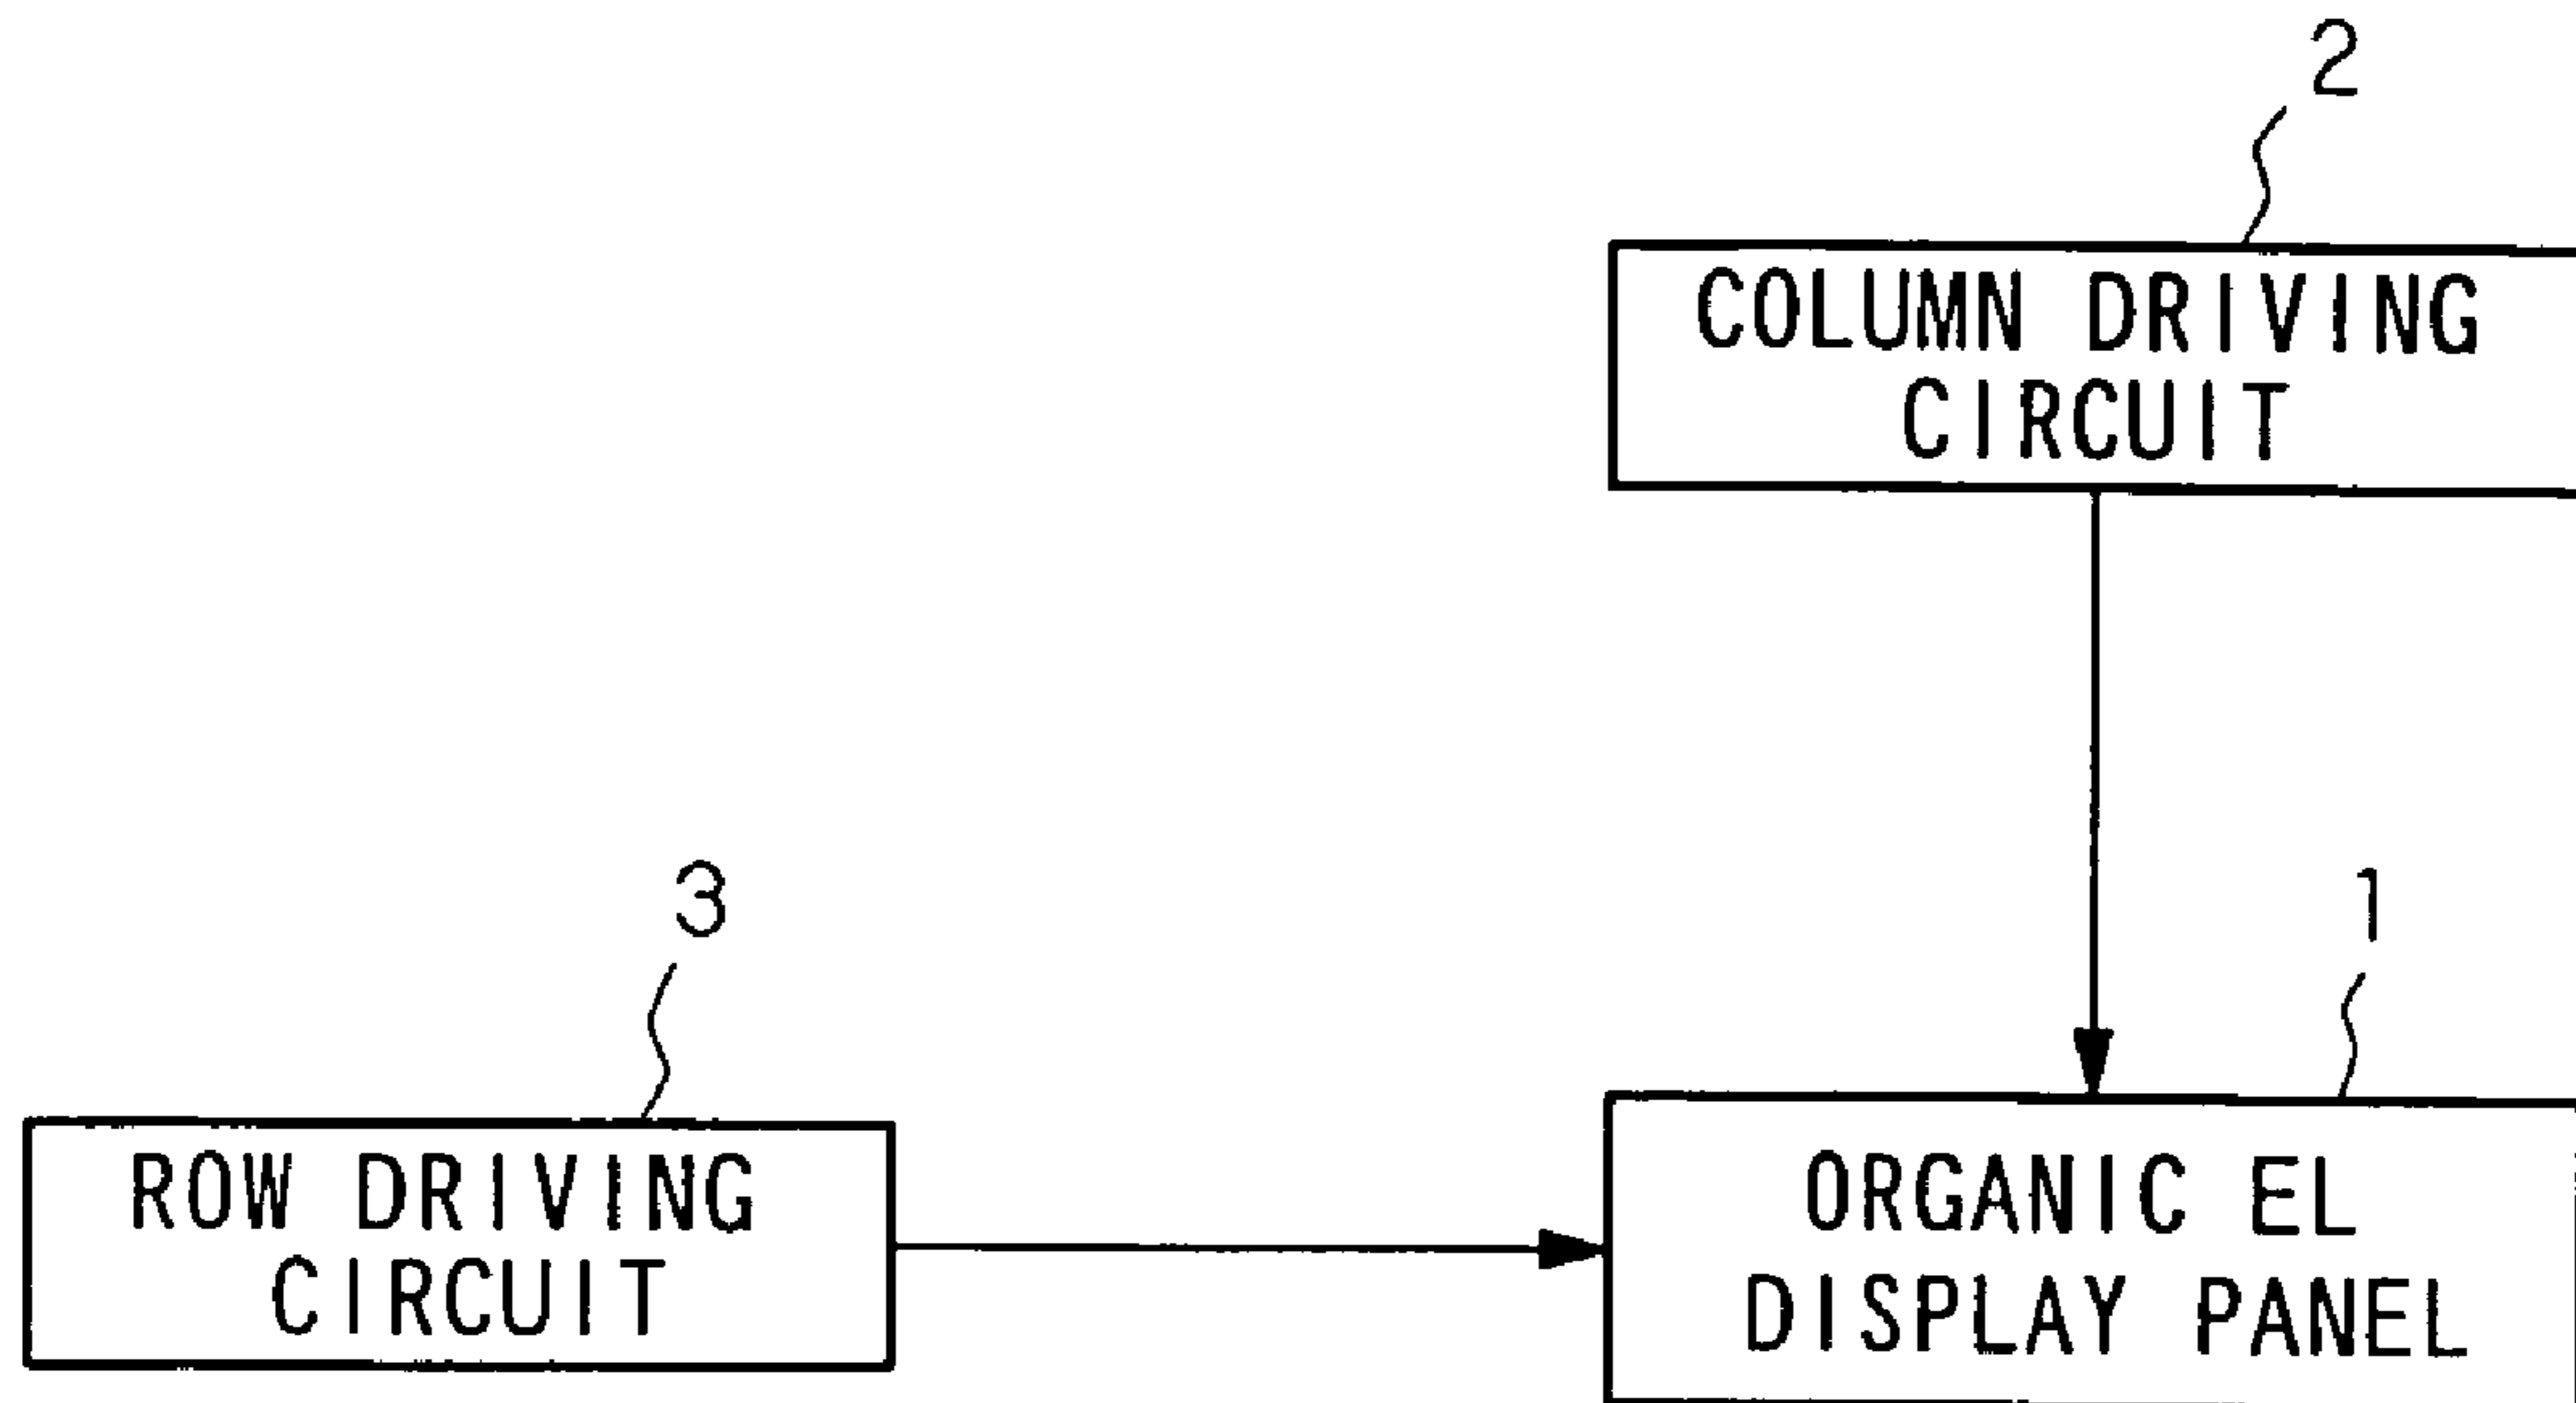 2
COLUMN DRIVING
CIRCUIT
3
1
ROW DRIVING
CIRCUIT
ORGANIC EL
DISPLAY PANEL